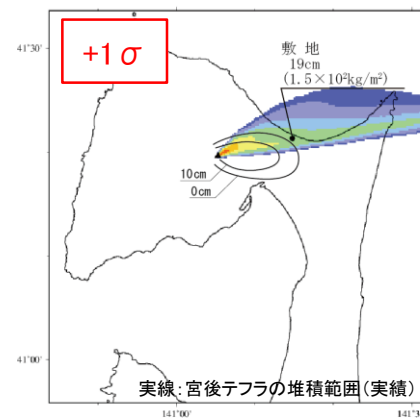 41°30'
+1σ
敷 地
19cm
(1.5×10²kg/m²)
10cm
0cm
41°00'
実線:宮後テフラの堆積範囲(実績)
141°00'